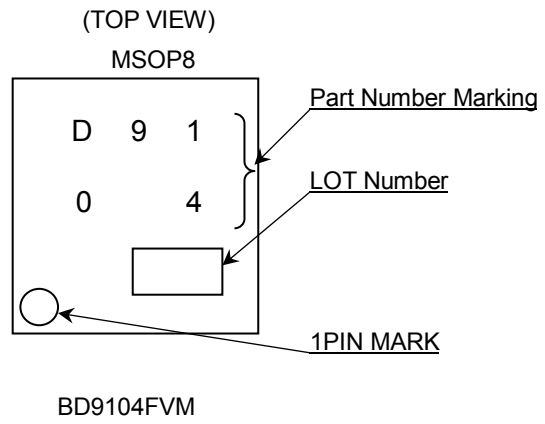 (TOP VIEW)
MSOP8
Part Number Marking
D 9 1
LOT Number
0 4
1PIN MARK
BD9104FVM